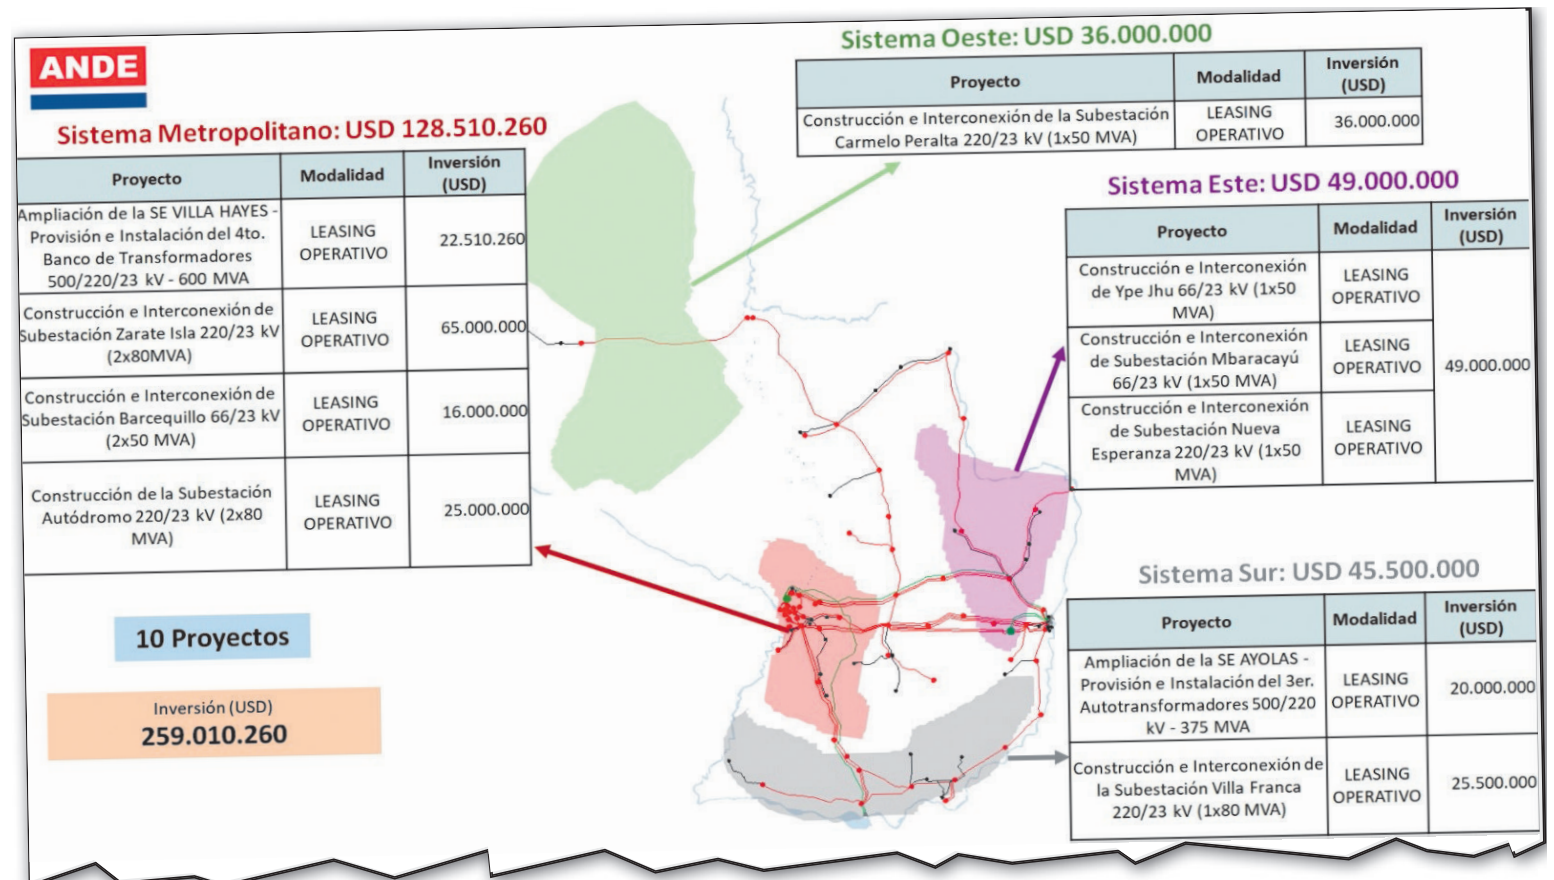 ANDE
Sistema Metropolitano: USD 128.510.260
Proyecto
Modalidad
Inversión
(USD)
Ampliación de la SE VILLA HAYES -
Provisión e Instalación del 4to.
Banco de Transformadores
500/220/23 kV - 600 MVA
LEASING
OPERATIVO
22.510.260
Construcción e Interconexión de
Subestación Zarate Isla 220/23 kV
(2x80MVA)
LEASING
OPERATIVO
65.000.000
Construcción e Interconexión de
Subestación Barcequillo 66/23 kV
(2x50 MVA)
LEASING
OPERATIVO
16.000.000
Construcción de la Subestación
Autódromo 220/23 kV (2x80
MVA)
LEASING
OPERATIVO
25.000.000
10 Proyectos
Inversión (USD)
259.010.260
Sistema Oeste: USD 36.000.000
Proyecto
Modalidad
Inversión
(USD)
Construcción e Interconexión de la Subestación
Carmelo Peralta 220/23 kV (1x50 MVA)
LEASING
OPERATIVO
36.000.000
Sistema Este: USD 49.000.000
Proyecto
Modalidad
Inversión
(USD)
Construcción e Interconexión
de Ype Jhu 66/23 kV (1x50
MVA)
LEASING
OPERATIVO
Construcción e Interconexión
de Subestación Mbaracayú
66/23 kV (1x50 MVA)
LEASING
OPERATIVO
49.000.000
Construcción e Interconexión
de Subestación Nueva
Esperanza 220/23 kV (1x50
MVA)
LEASING
OPERATIVO
Sistema Sur: USD 45.500.000
Proyecto
Modalidad
Inversión
(USD)
Ampliación de la SE AYOLAS -
Provisión e Instalación del 3er.
Autotransformadores 500/220
kV - 375 MVA
LEASING
OPERATIVO
20.000.000
Construcción e Interconexión de
la Subestación Villa Franca
220/23 kV (1x80 MVA)
LEASING
OPERATIVO
25.500.000